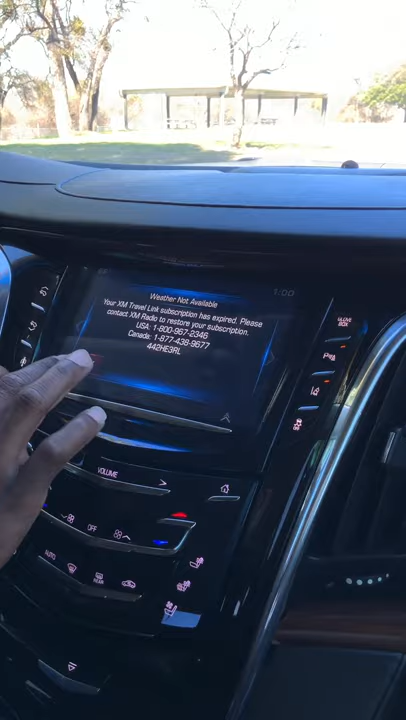 1:00
Weather Not Available
Your XM Travel Link subscription has expired. Please
contact XM Radio to restore your subscription.
USA: 1-800-967-2346
Canada: 1-877-438-9677
442HE3RL
GLOVE
BOX
VOLUME
OFF
AUTO
REAR